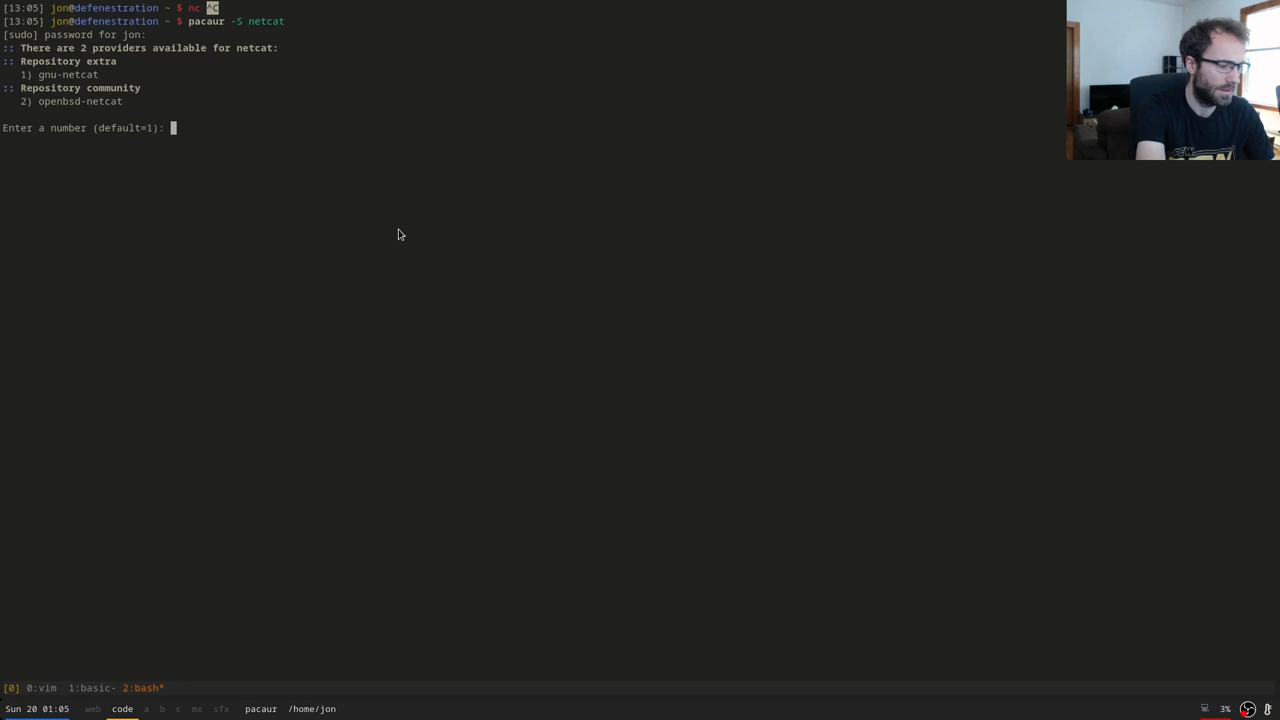 [13:05] jon@defenestration ~ $ nc ^C
[13:05] jon@defenestration ~ $ pacaur -S netcat
[sudo] password for jon:
:: There are 2 providers available for netcat:
:: Repository extra
   1) gnu-netcat
:: Repository community
   2) openbsd-netcat
Enter a number (default=1):
[0] 0:vim  1:basic- 2:bash*
Sun 20 01:05 web code a b c mx sfx pacaur /home/jon 3%